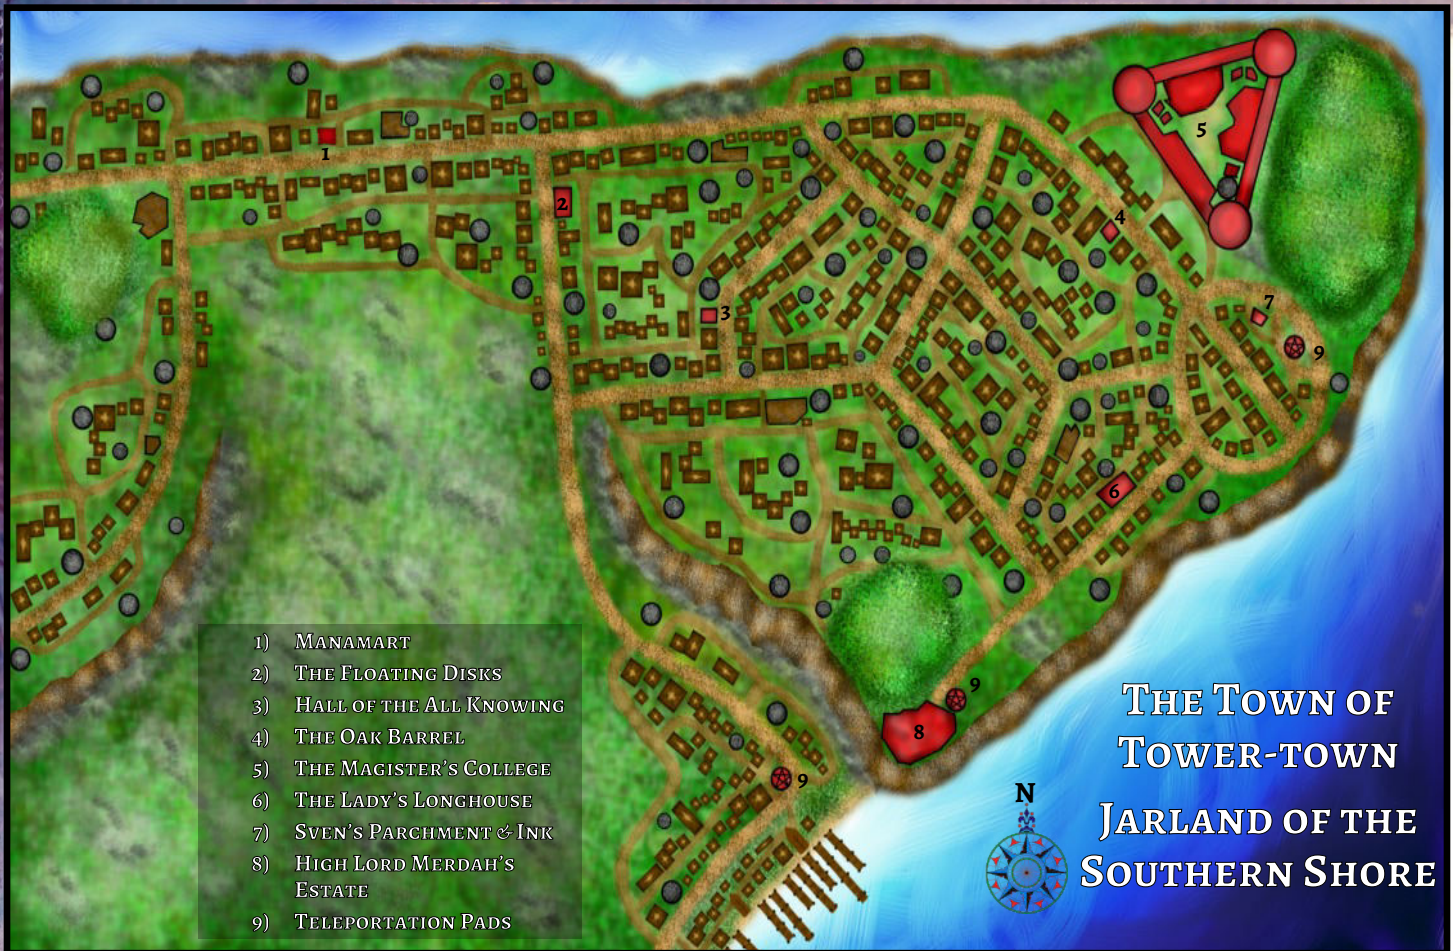 1
2
3
4
5
6
7
8
9
9
9
1) Manamart
2) The Floating Disks
3) Hall of the All Knowing
4) The Oak Barrel
5) The Magister's College
6) The Lady's Longhouse
7) Sven's Parchment & Ink
8) High Lord Merdah's
Estate
9) Teleportation Pads
The Town of
Tower-town
Jarland of the
Southern Shore
N